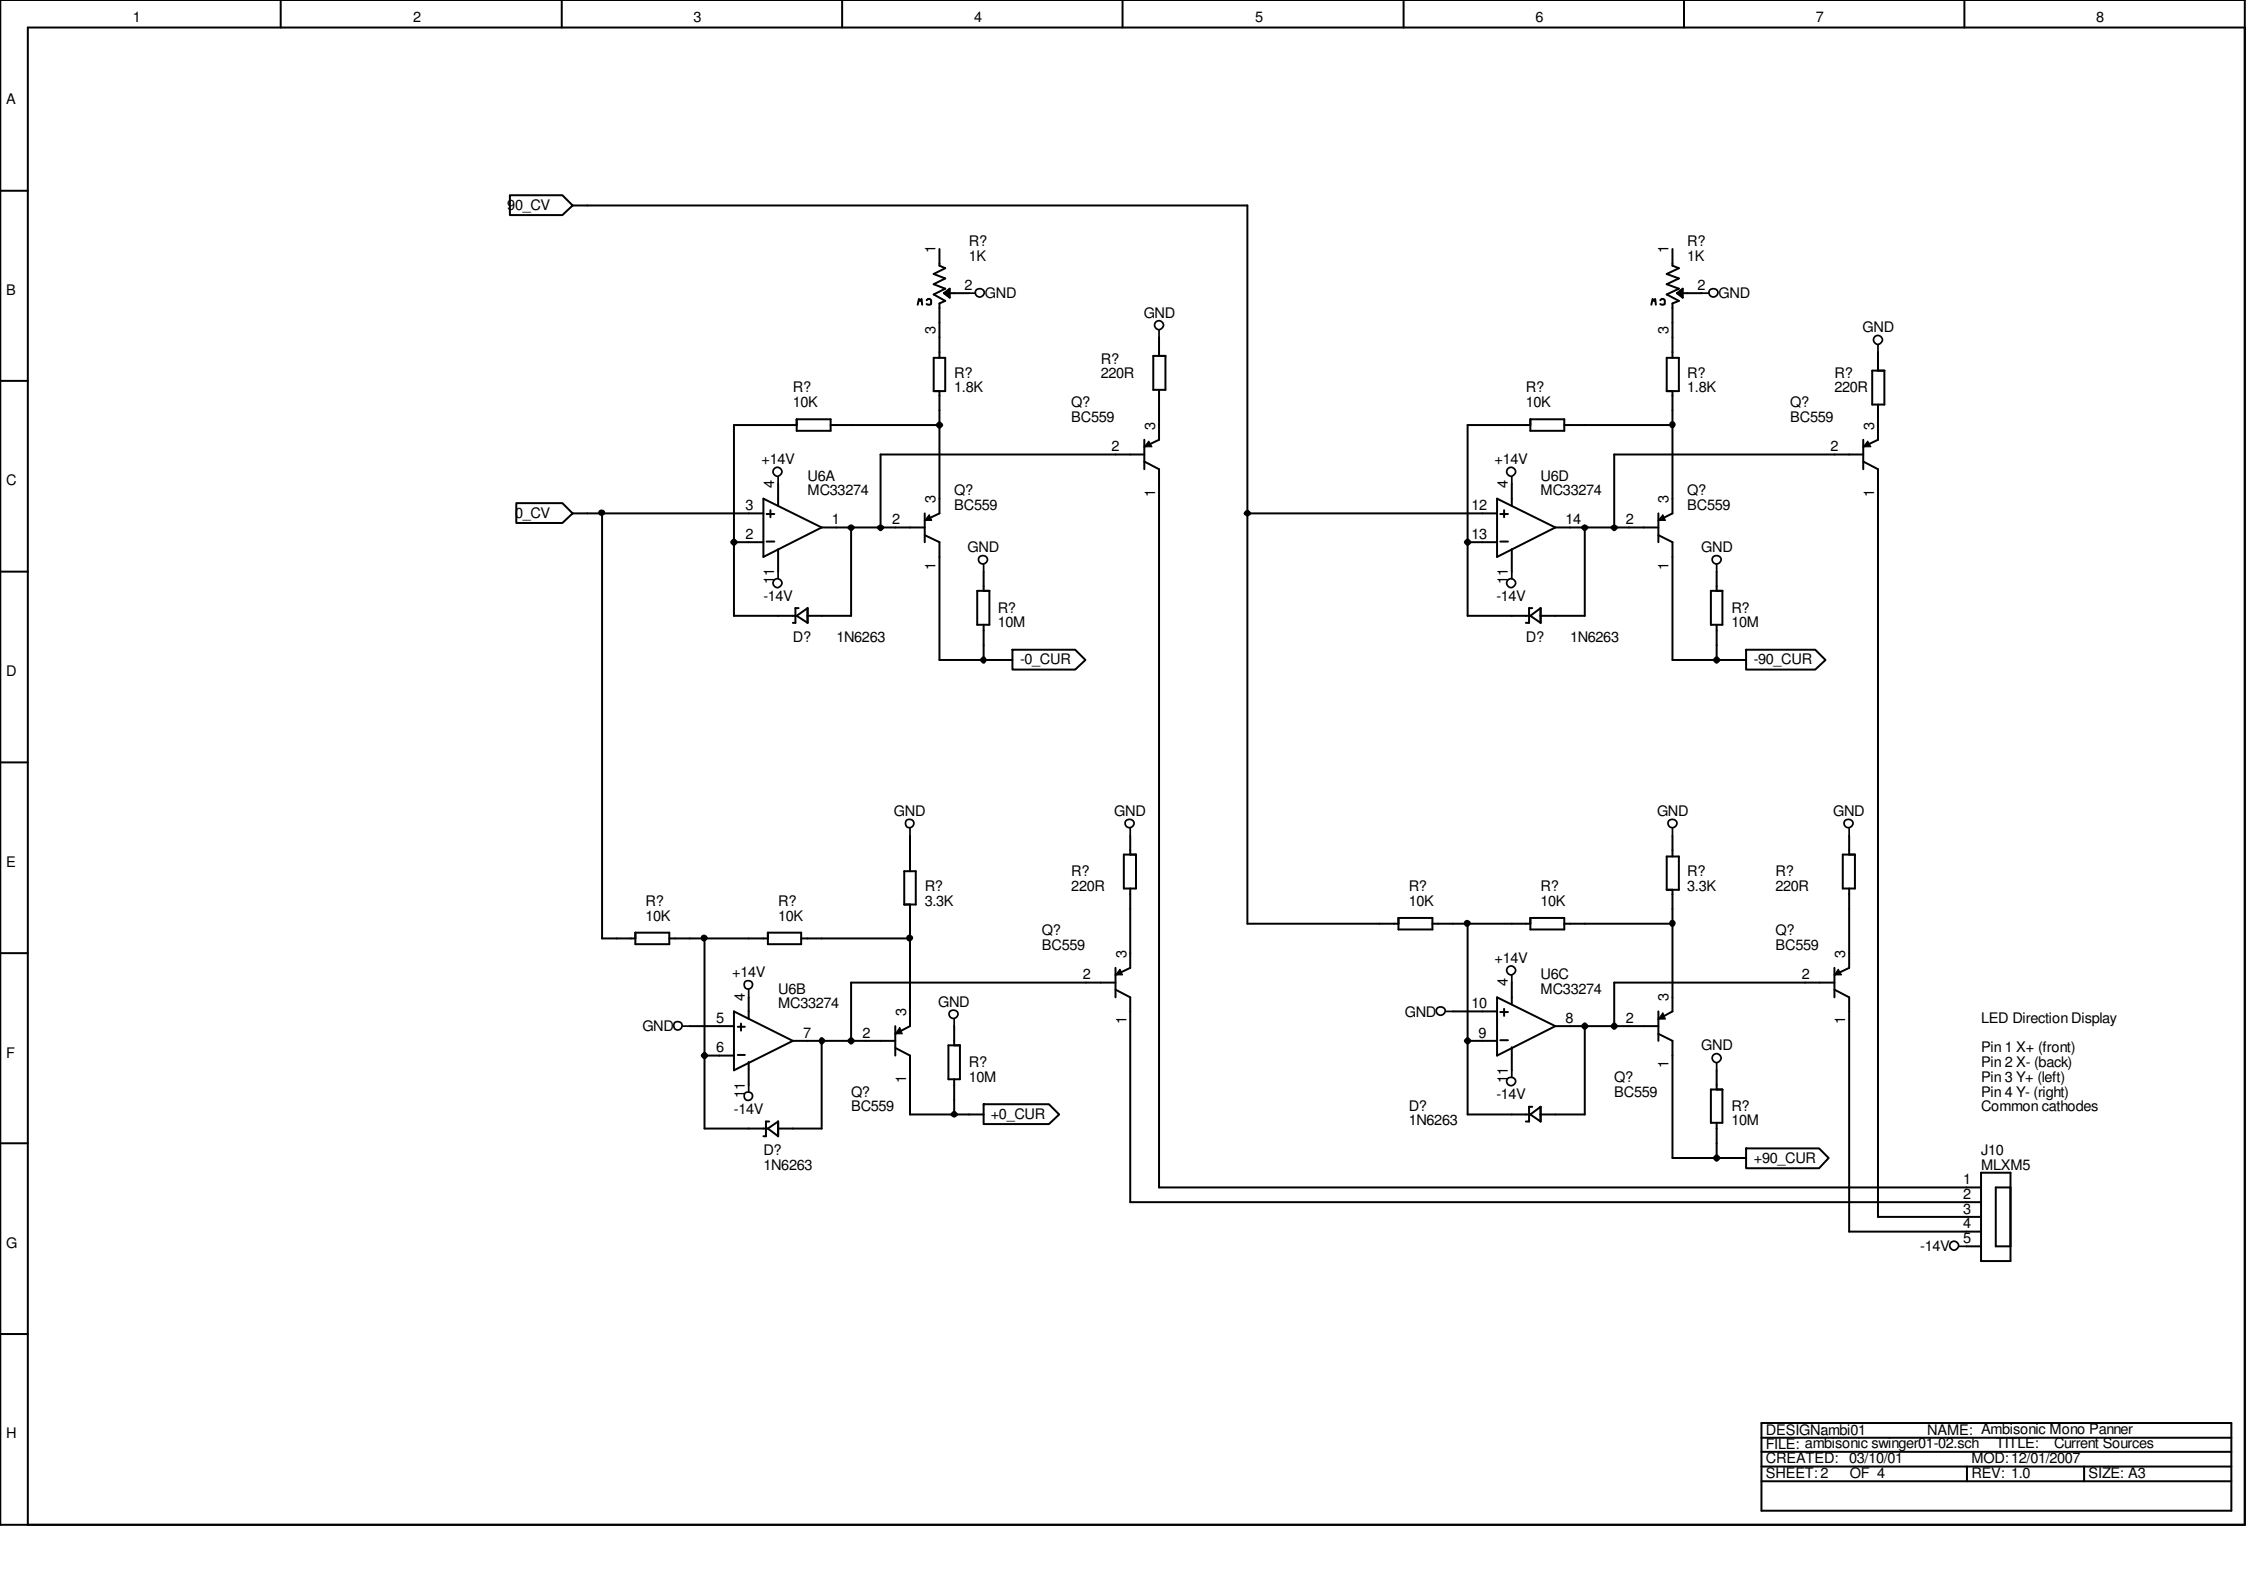 1 2 3 4 5 6 7 8
A
B
C
D
E
F
G
H
90_CV
1
R?
1K
2
GND
CW
3
R?
1.8K
GND
R?
220R
R?
10K
Q?
BC559
3
2
1
+14V
4
U6A
MC33274
0_CV
3
2
1
11
-14V
2
3
Q?
BC559
1
GND
R?
10M
D?
1N6263
-0_CUR
1
R?
1K
2
GND
CW
3
R?
1.8K
GND
R?
220R
R?
10K
Q?
BC559
3
2
1
+14V
4
U6D
MC33274
12
13
14
11
-14V
2
3
Q?
BC559
1
GND
R?
10M
D?
1N6263
-90_CUR
GND
R?
3.3K
GND
R?
220R
R?
10K
R?
10K
Q?
BC559
3
2
1
+14V
4
U6B
MC33274
GND
5
6
7
11
-14V
2
3
1
Q?
BC559
GND
R?
10M
D?
1N6263
+0_CUR
GND
R?
3.3K
GND
R?
220R
R?
10K
R?
10K
Q?
BC559
3
2
1
+14V
4
U6C
MC33274
GND
10
9
8
11
-14V
2
3
1
Q?
BC559
GND
R?
10M
D?
1N6263
+90_CUR
LED Direction Display
Pin 1 X+ (front)
Pin 2 X- (back)
Pin 3 Y+ (left)
Pin 4 Y- (right)
Common cathodes
J10
MLXM5
1
2
3
4
-14V 5
DESIGNambi01 NAME: Ambisonic Mono Panner
FILE: ambisonic swinger01-02.sch TITLE: Current Sources
CREATED: 03/10/01 MOD: 12/01/2007
SHEET: 2 OF 4 REV: 1.0 SIZE: A3